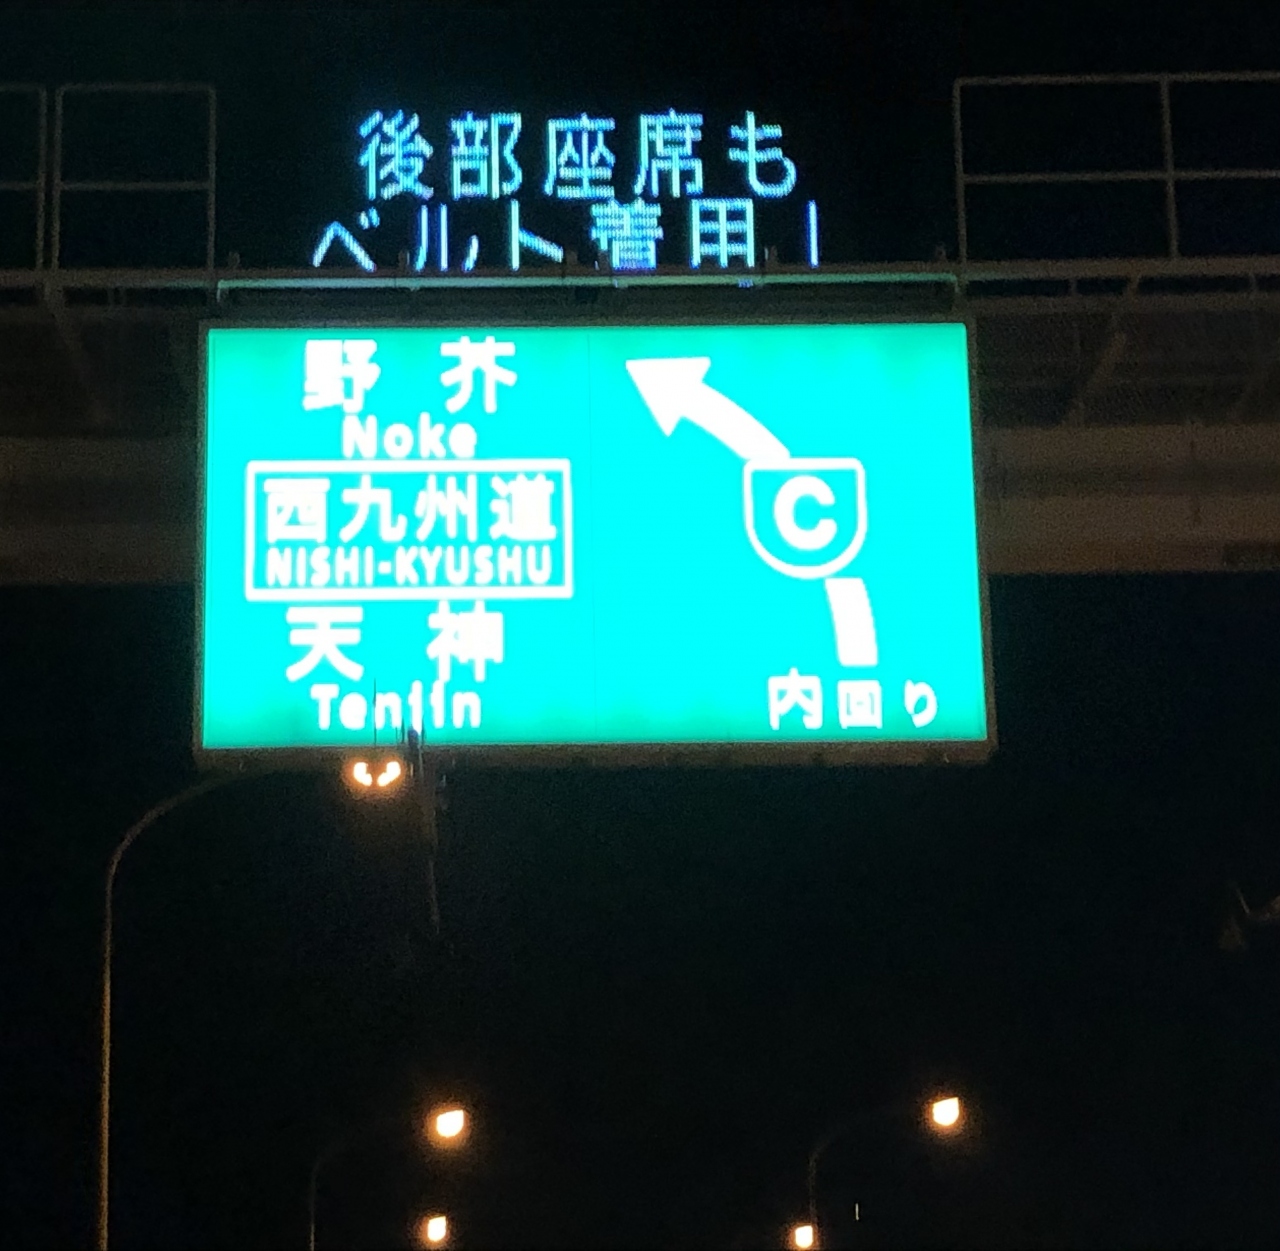 後部座席も
ベルト着用!
野芥
Noke
西九州道
NISHI-KYUSHU
天神
Tenjin
C
内回り